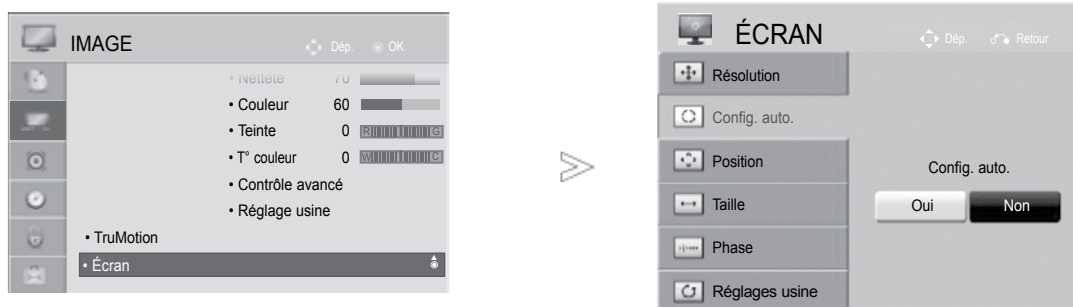 IMAGE
Dép. OK
• Netteté 70
• Couleur 60
• Teinte 0 R G
• T° couleur 0 W C
• Contrôle avancé
• Réglage usine
• TruMotion
• Écran
ÉCRAN
Dép. Retour
Résolution
Config. auto.
Position
Taille
Phase
Réglages usine
Config. auto.
Oui Non